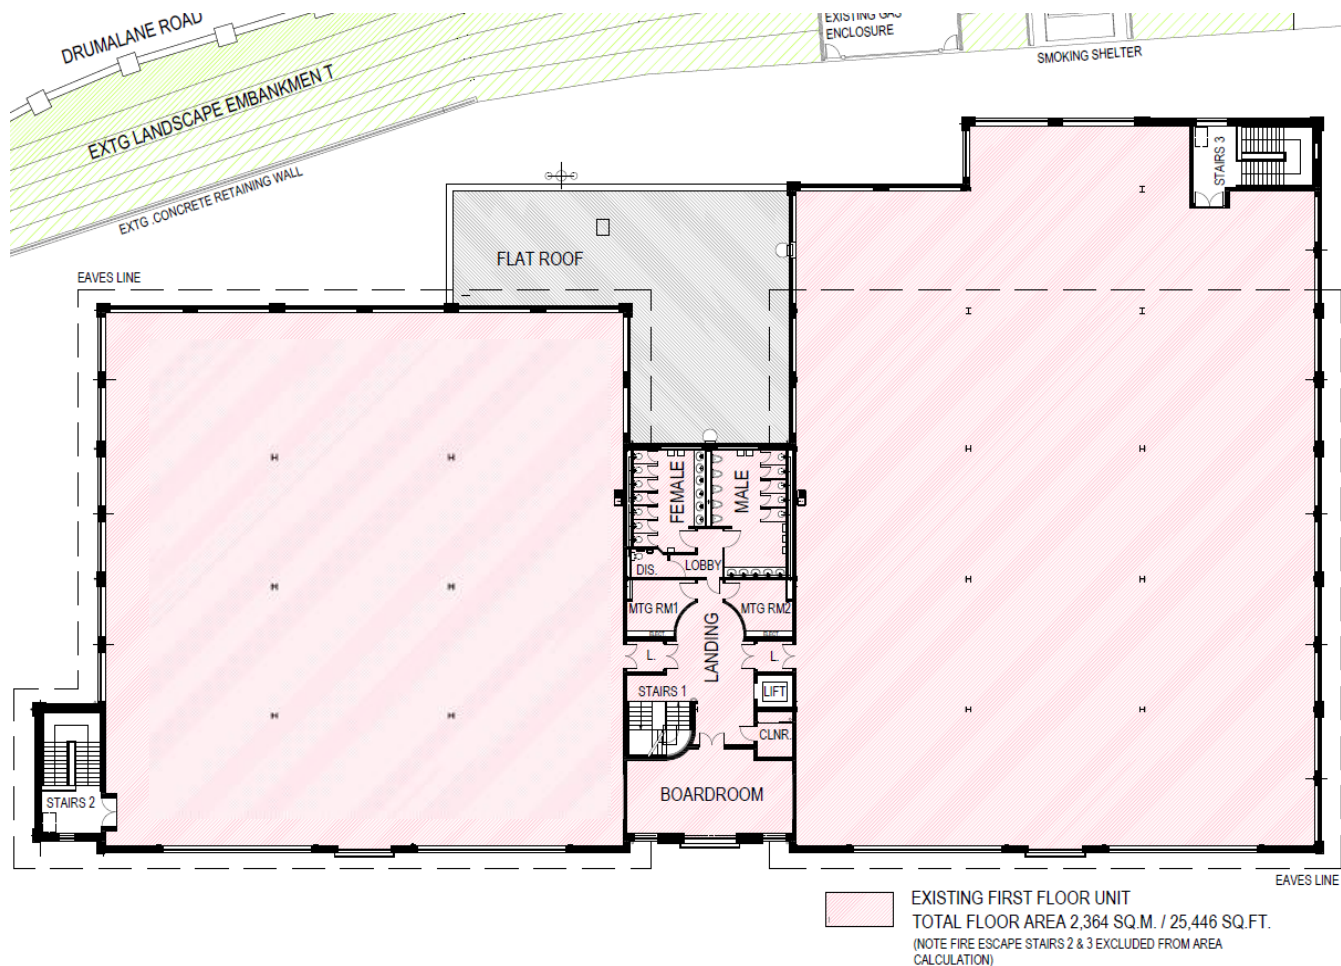 DRUMALANE ROAD
EXISTING GAS
ENCLOSURE
SMOKING SHELTER
EXTG LANDSCAPE EMBANKMEN T
EXTG .CONCRETE RETAINING WALL
STAIRS 3
FLAT ROOF
EAVES LINE
FEMALE
MALE
DIS.
LOBBY
MTG RM1
MTG RM2
LANDING
L.
L.
STAIRS 1
LIFT
CLNR.
STAIRS 2
BOARDROOM
EAVES LINE
EXISTING FIRST FLOOR UNIT
TOTAL FLOOR AREA 2,364 SQ.M. / 25,446 SQ.FT.
(NOTE FIRE ESCAPE STAIRS 2 & 3 EXCLUDED FROM AREA
CALCULATION)